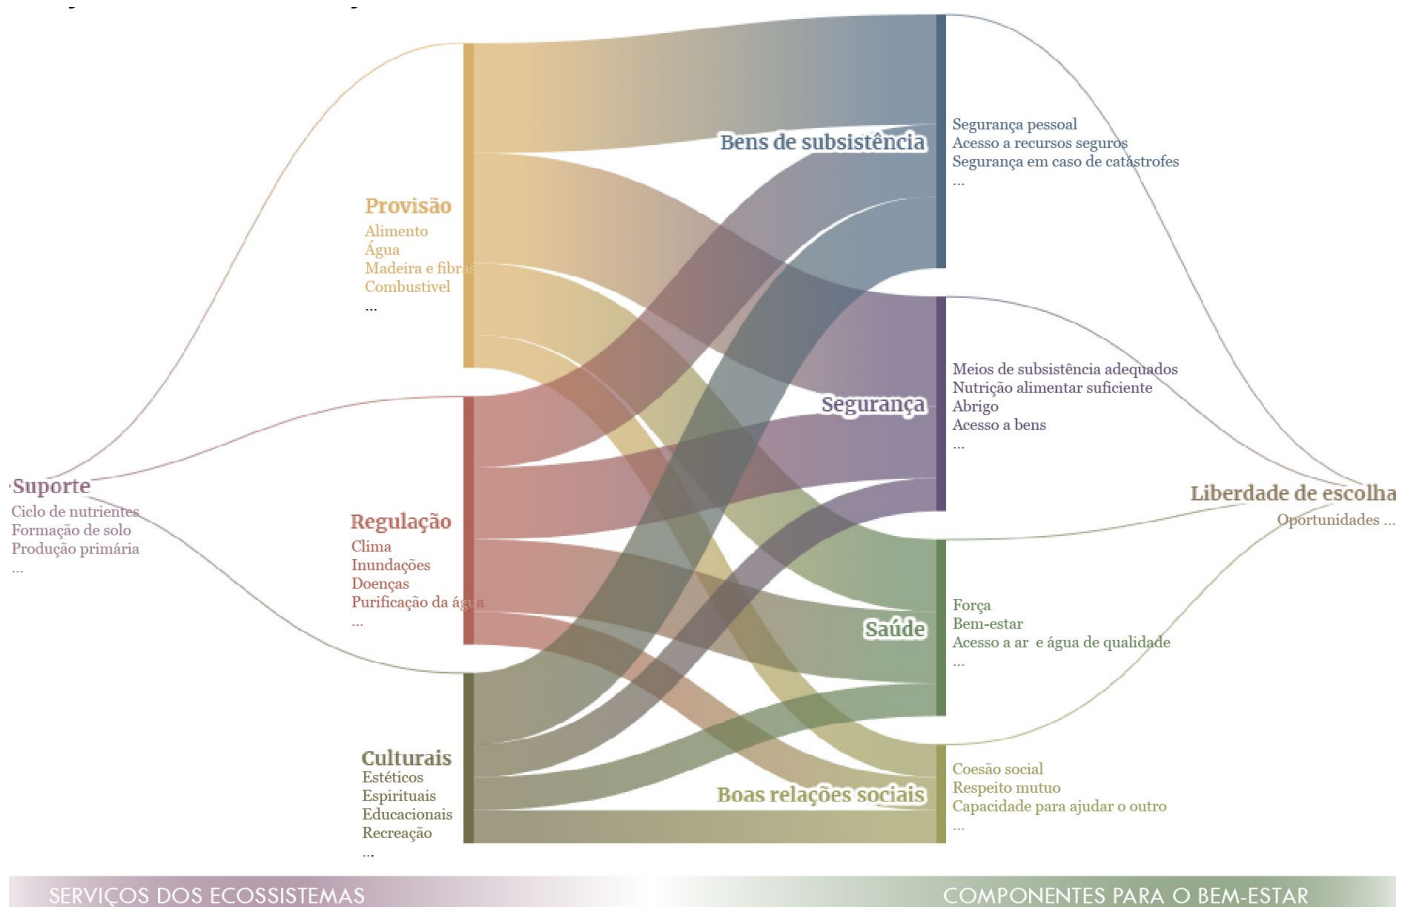 Suporte
Ciclo de nutrientes
Formação de solo
Produção primária
...
Provisão
Alimento
Água
Madeira e fibras
Combustivel
...
Regulação
Clima
Inundações
Doenças
Purificação da água
...
Culturais
Estéticos
Espirituais
Educacionais
Recreação
...
Bens de subsistência
Segurança pessoal
Acesso a recursos seguros
Segurança em caso de catástrofes
...
Segurança
Meios de subsistência adequados
Nutrição alimentar suficiente
Abrigo
Acesso a bens
...
Saúde
Força
Bem-estar
Acesso a ar e água de qualidade
...
Boas relações sociais
Coesão social
Respeito mutuo
Capacidade para ajudar o outro
...
Liberdade de escolha
Oportunidades ...
SERVIÇOS DOS ECOSSISTEMAS
COMPONENTES PARA O BEM-ESTAR